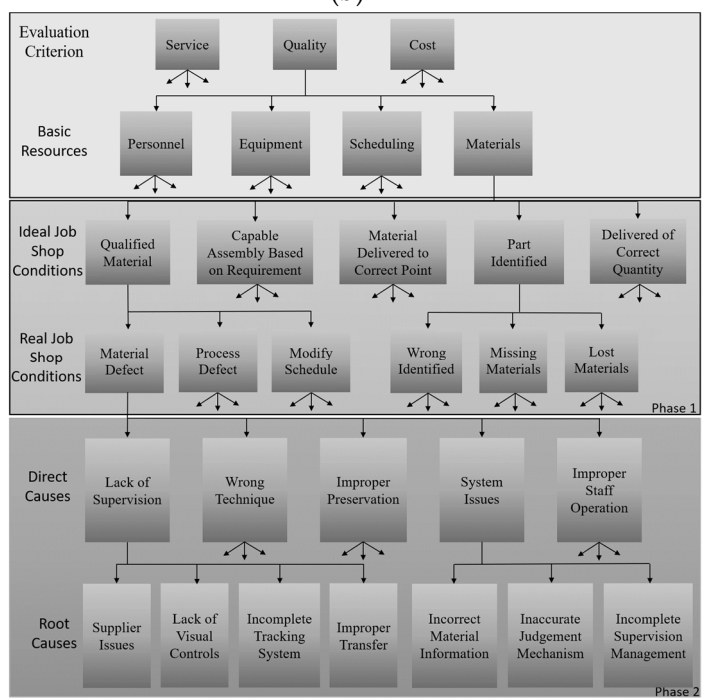 Evaluation
Criterion
Service
Quality
Cost
Basic
Resources
Personnel
Equipment
Scheduling
Materials
Ideal Job
Shop
Conditions
Qualified
Material
Capable
Assembly Based
on Requirement
Material
Delivered to
Correct Point
Part
Identified
Delivered of
Correct
Quantity
Real Job
Shop
Conditions
Material
Defect
Process
Defect
Modify
Schedule
Wrong
Identified
Missing
Materials
Lost
Materials
Phase 1
Direct
Causes
Lack of
Supervision
Wrong
Technique
Improper
Preservation
System
Issues
Improper
Staff
Operation
Root
Causes
Supplier
Issues
Lack of
Visual
Controls
Incomplete
Tracking
System
Improper
Transfer
Incorrect
Material
Information
Inaccurate
Judgement
Mechanism
Incomplete
Supervision
Management
Phase 2